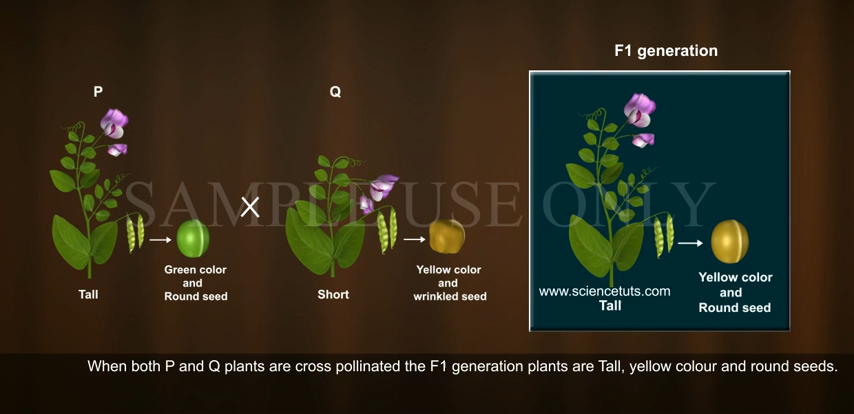 F1 generation
P
Q
SAMPLE USE ONLY
X
Green color
and
Round seed
Yellow color
and
wrinkled seed
Yellow color
and
Round seed
www.sciencetuts.com
Tall
Short
Tall
When both P and Q plants are cross pollinated the F1 generation plants are Tall, yellow colour and round seeds.